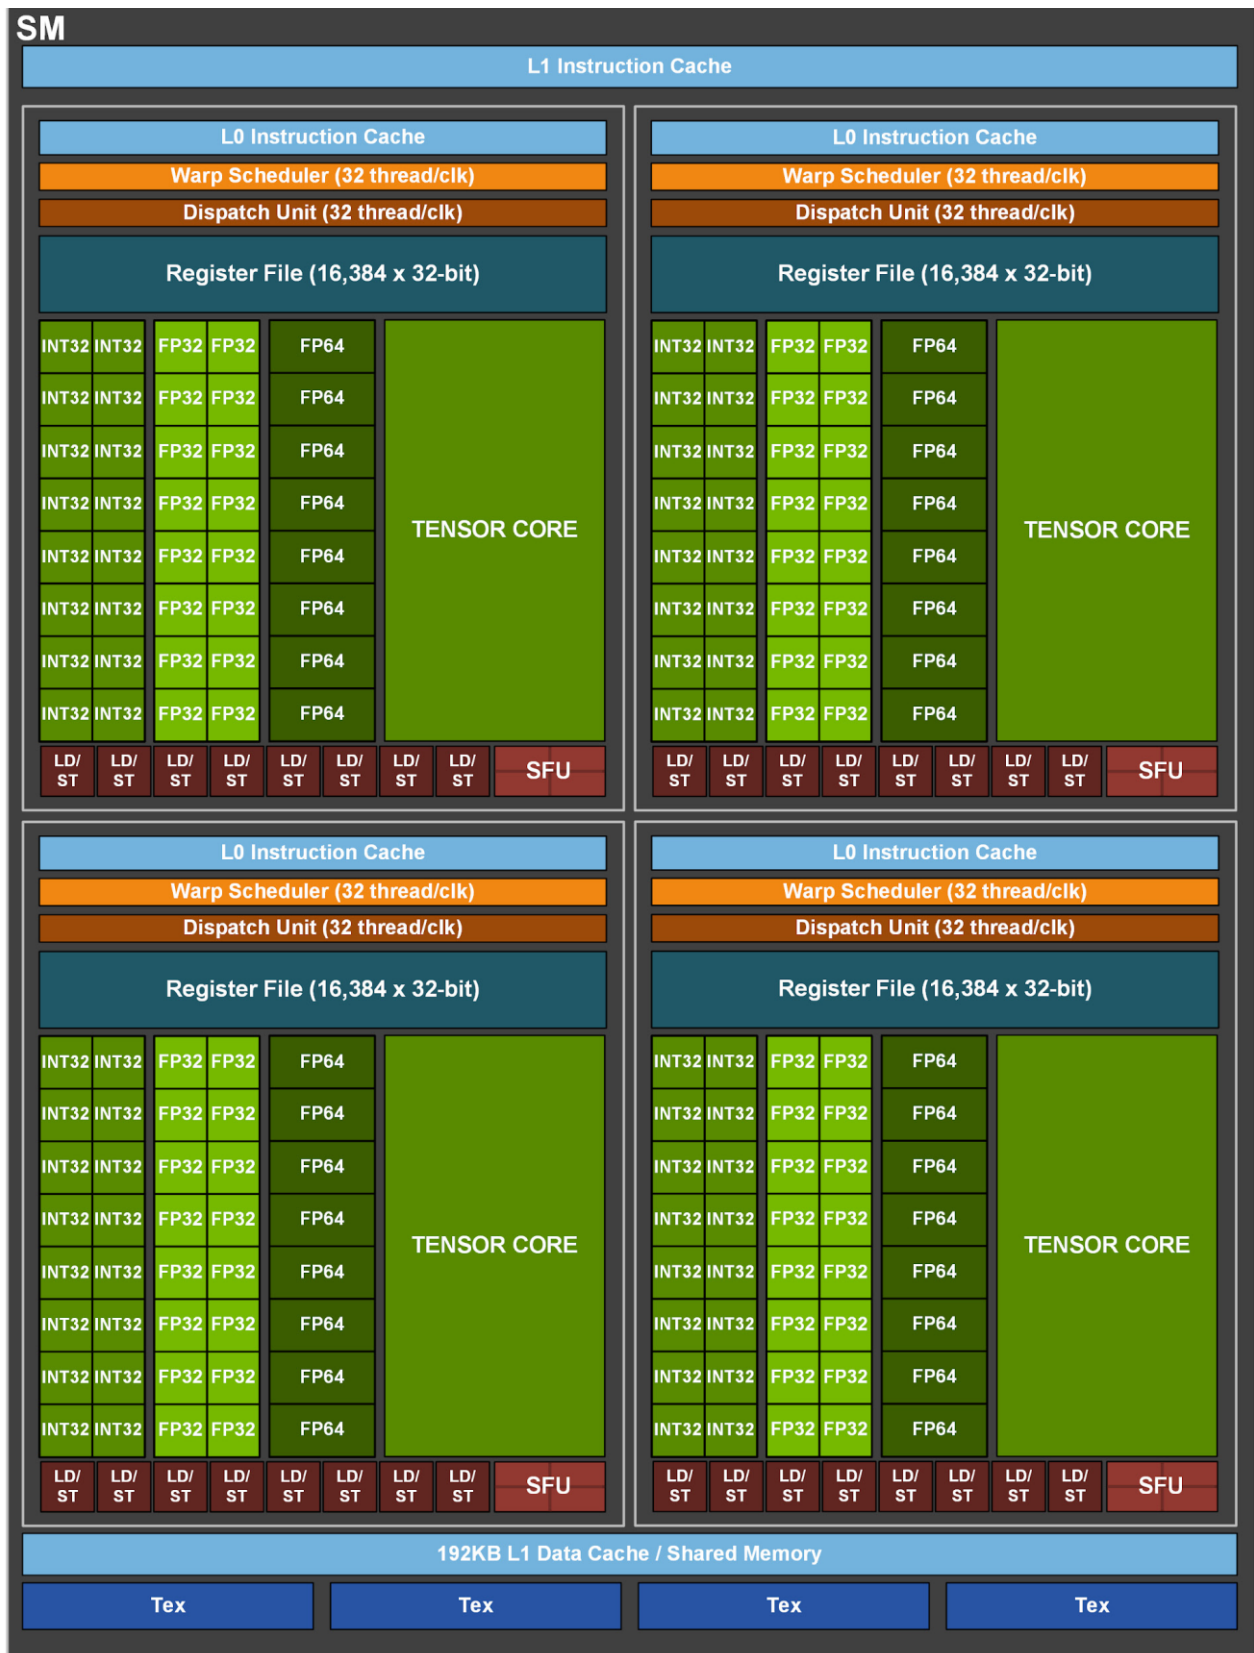 SM
L1 Instruction Cache
L0 Instruction Cache
Warp Scheduler (32 thread/clk)
Dispatch Unit (32 thread/clk)
Register File (16,384 x 32-bit)
INT32 INT32 FP32 FP32 FP64
INT32 INT32 FP32 FP32 FP64
INT32 INT32 FP32 FP32 FP64
INT32 INT32 FP32 FP32 FP64
TENSOR CORE
INT32 INT32 FP32 FP32 FP64
INT32 INT32 FP32 FP32 FP64
INT32 INT32 FP32 FP32 FP64
INT32 INT32 FP32 FP32 FP64
LD/ LD/ LD/ LD/ LD/ LD/ LD/ LD/
SFU
ST ST ST ST ST ST ST ST
L0 Instruction Cache
Warp Scheduler (32 thread/clk)
Dispatch Unit (32 thread/clk)
Register File (16,384 x 32-bit)
INT32 INT32 FP32 FP32 FP64
INT32 INT32 FP32 FP32 FP64
INT32 INT32 FP32 FP32 FP64
INT32 INT32 FP32 FP32 FP64
TENSOR CORE
INT32 INT32 FP32 FP32 FP64
INT32 INT32 FP32 FP32 FP64
INT32 INT32 FP32 FP32 FP64
INT32 INT32 FP32 FP32 FP64
LD/ LD/ LD/ LD/ LD/ LD/ LD/ LD/
SFU
ST ST ST ST ST ST ST ST
L0 Instruction Cache
Warp Scheduler (32 thread/clk)
Dispatch Unit (32 thread/clk)
Register File (16,384 x 32-bit)
INT32 INT32 FP32 FP32 FP64
INT32 INT32 FP32 FP32 FP64
INT32 INT32 FP32 FP32 FP64
INT32 INT32 FP32 FP32 FP64
TENSOR CORE
INT32 INT32 FP32 FP32 FP64
INT32 INT32 FP32 FP32 FP64
INT32 INT32 FP32 FP32 FP64
INT32 INT32 FP32 FP32 FP64
LD/ LD/ LD/ LD/ LD/ LD/ LD/ LD/
SFU
ST ST ST ST ST ST ST ST
L0 Instruction Cache
Warp Scheduler (32 thread/clk)
Dispatch Unit (32 thread/clk)
Register File (16,384 x 32-bit)
INT32 INT32 FP32 FP32 FP64
INT32 INT32 FP32 FP32 FP64
INT32 INT32 FP32 FP32 FP64
INT32 INT32 FP32 FP32 FP64
TENSOR CORE
INT32 INT32 FP32 FP32 FP64
INT32 INT32 FP32 FP32 FP64
INT32 INT32 FP32 FP32 FP64
INT32 INT32 FP32 FP32 FP64
LD/ LD/ LD/ LD/ LD/ LD/ LD/ LD/
SFU
ST ST ST ST ST ST ST ST
192KB L1 Data Cache / Shared Memory
Tex Tex Tex Tex